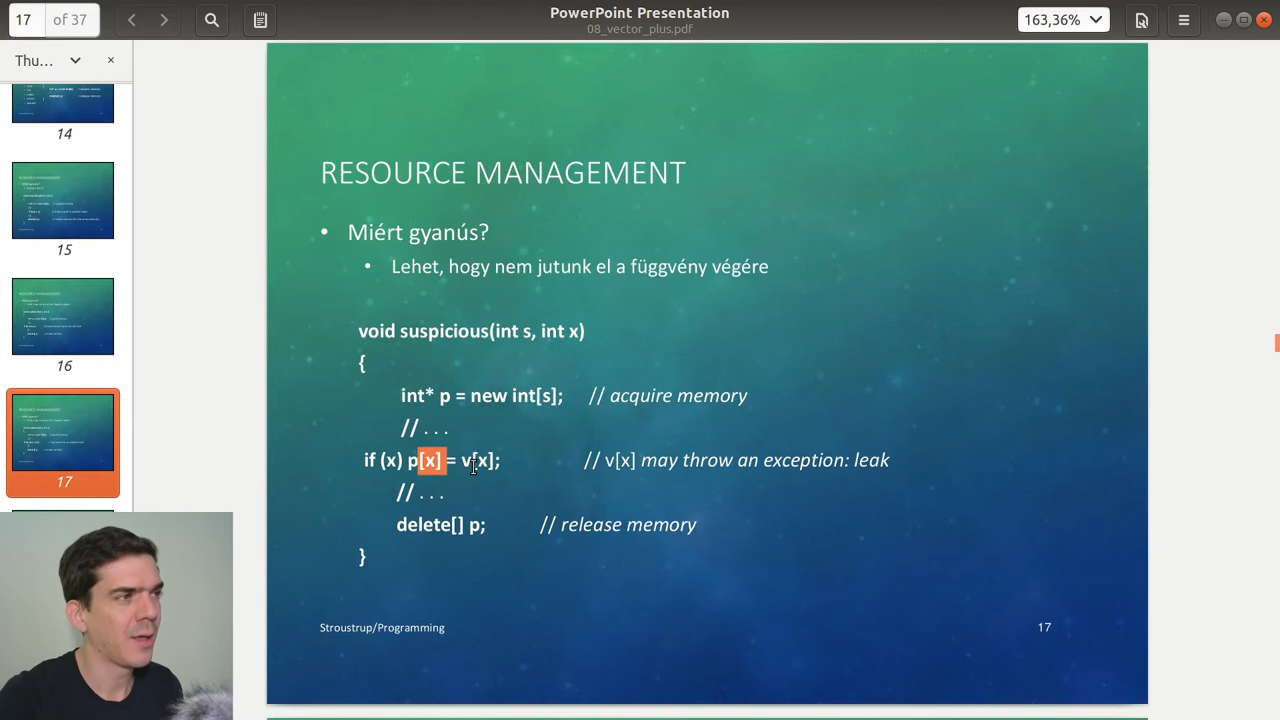 17 of 37
PowerPoint Presentation
08_vector_plus.pdf
163,36%
Thu...
14
15
16
17
RESOURCE MANAGEMENT
• Miért gyanús?
• Lehet, hogy nem jutunk el a függvény végére
void suspicious(int s, int x)
{
int* p = new int[s]; // acquire memory
// . . .
if (x) p[x] = v[x]; // v[x] may throw an exception: leak
// . . .
delete[] p; // release memory
}
Stroustrup/Programming
17